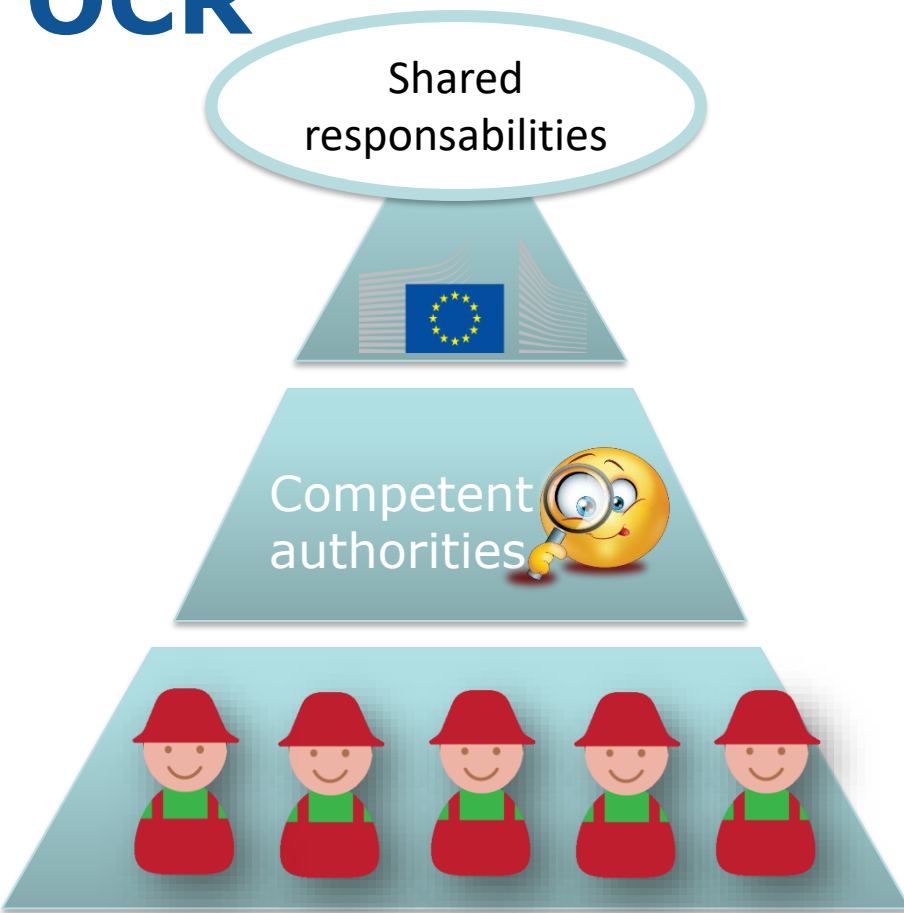 OCR
Shared
responsabilities
Competent
authorities